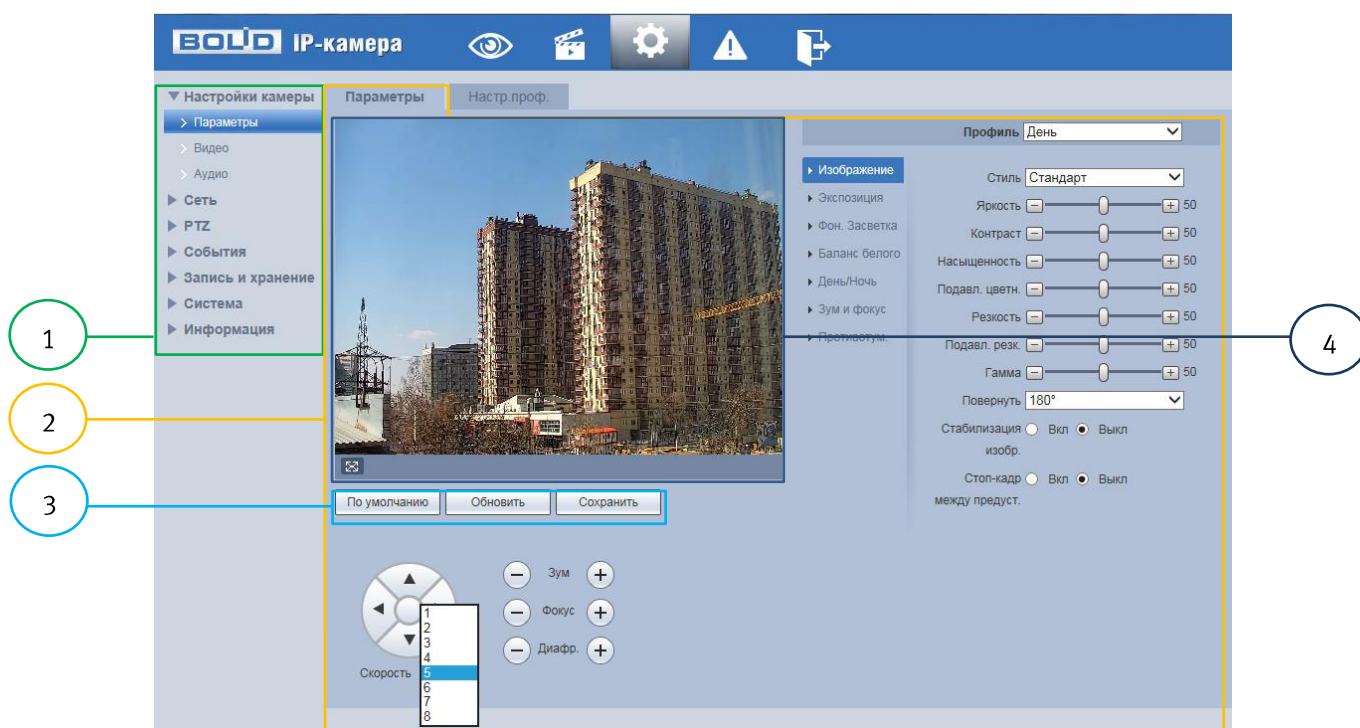 BOLID IP-камера
Настройки камеры
Параметры
Видео
Аудио
Сеть
PTZ
События
Запись и хранение
Система
Информация
1
2
3
4
Параметры
Настр.проф.
По умолчанию
Обновить
Сохранить
Скорость
1
2
3
4
5
6
7
8
Зум
Фокус
Диафр.
Изображение
Экспозиция
Фон. Засветка
Баланс белого
День/Ночь
Зум и фокус
Противотум.
Профиль День
Стиль Стандарт
Яркость 50
Контраст 50
Насыщенность 50
Подавл. цветн. 50
Резкость 50
Подавл. резк. 50
Гамма 50
Повернуть 180°
Стабилизация Вкл Выкл
изобр.
Стоп-кадр Вкл Выкл
между предуст.